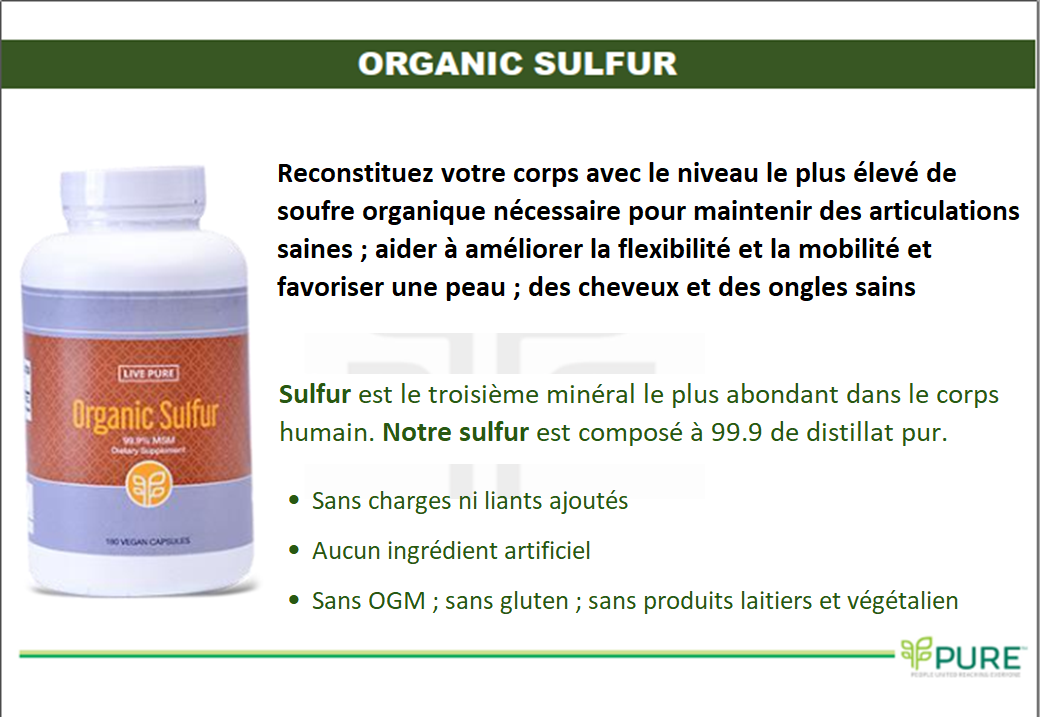 ORGANIC SULFUR
Reconstituez votre corps avec le niveau le plus élevé de
soufre organique nécessaire pour maintenir des articulations
saines ; aider à améliorer la flexibilité et la mobilité et
favoriser une peau ; des cheveux et des ongles sains
LIVE PURE
Organic Sulfur
99.9% MSM
Dietary Supplement
180 VEGAN CAPSULES
Sulfur est le troisième minéral le plus abondant dans le corps
humain. Notre sulfur est composé à 99.9 de distillat pur.
• Sans charges ni liants ajoutés
• Aucun ingrédient artificiel
• Sans OGM ; sans gluten ; sans produits laitiers et végétalien
PURE
PEOPLE UNITED REACHING EVERYONE